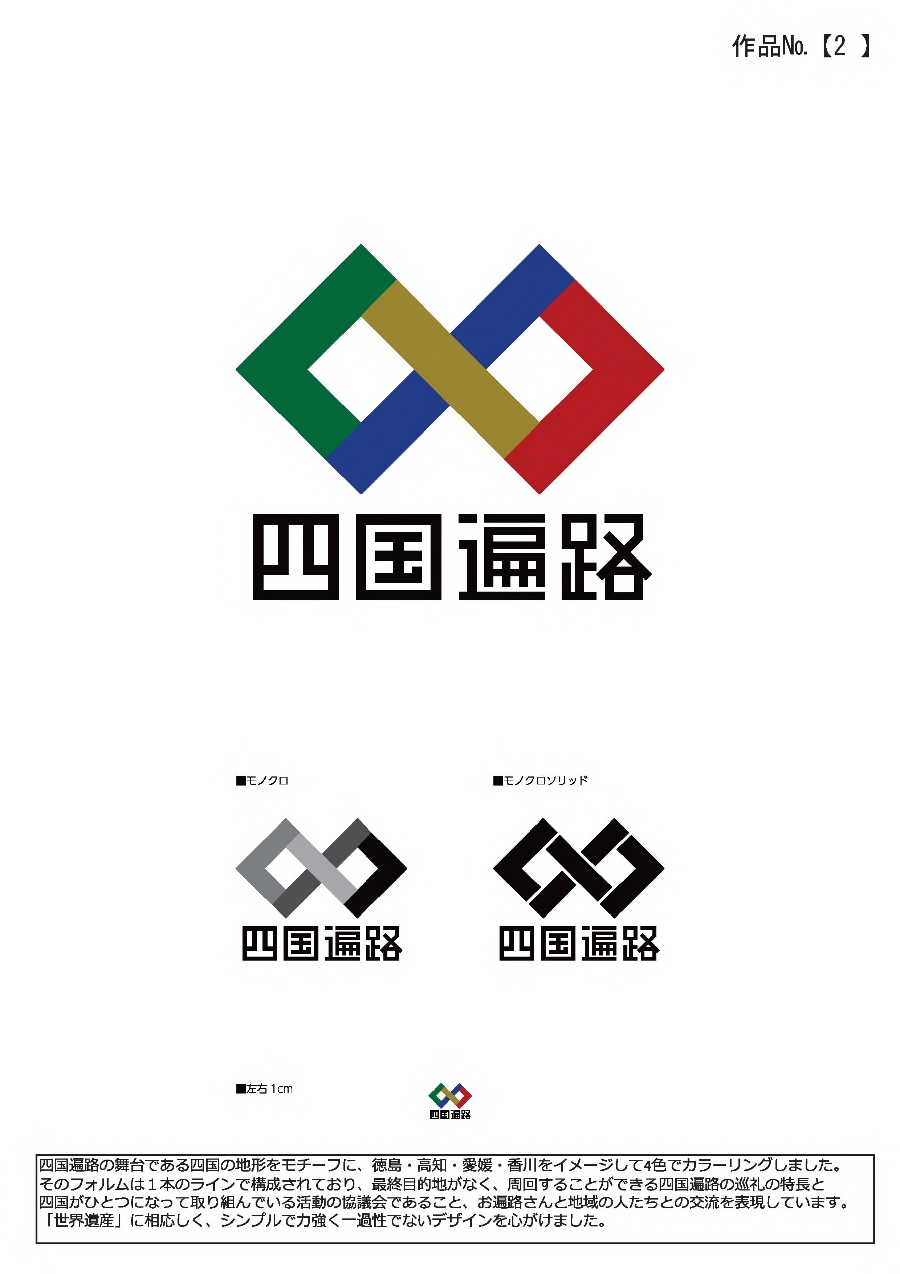 作品No.【2 】
四国遍路
■モノクロ
■モノクロソリッド
四国遍路
四国遍路
■左右1cm
四国遍路
四国遍路の舞台である四国の地形をモチーフに、徳島・高知・愛媛・香川をイメージして4色でカラーリングしました。
そのフォルムは1本のラインで構成されており、最終目的地がなく、周回することができる四国遍路の巡礼の特長と
四国がひとつになって取り組んでいる活動の協議会であること、お遍路さんと地域の人たちとの交流を表現しています。
「世界遺産」に相応しく、シンプルで力強く一過性でないデザインを心がけました。